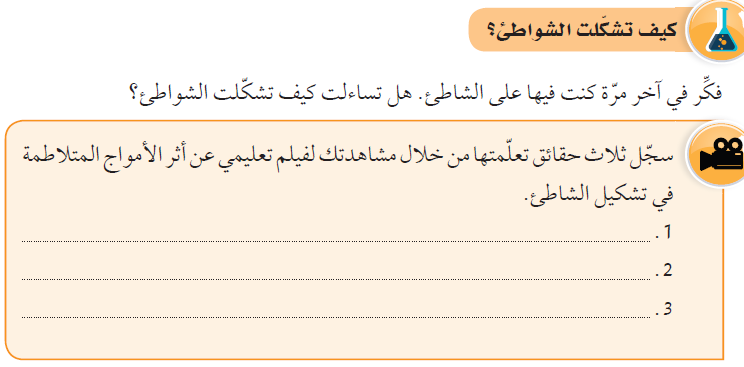 كيف تشكّلت الشواطئ؟
فكِّر في آخر مرّة كنت فيها على الشاطئ. هل تساءلت كيف تشكّلت الشواطئ؟
سجّل ثلاث حقائق تعلّمتها من خلال مشاهدتك لفيلم تعليمي عن أثر الأمواج المتلاطمة
في تشكيل الشاطئ.
1 .
2 .
3 .